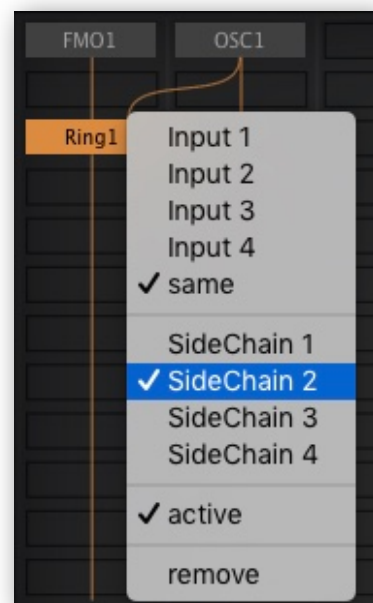 FMO1 OSC1
Ring1
Input 1
Input 2
Input 3
Input 4
✓ same
SideChain 1
✓ SideChain 2
SideChain 3
SideChain 4
✓ active
remove